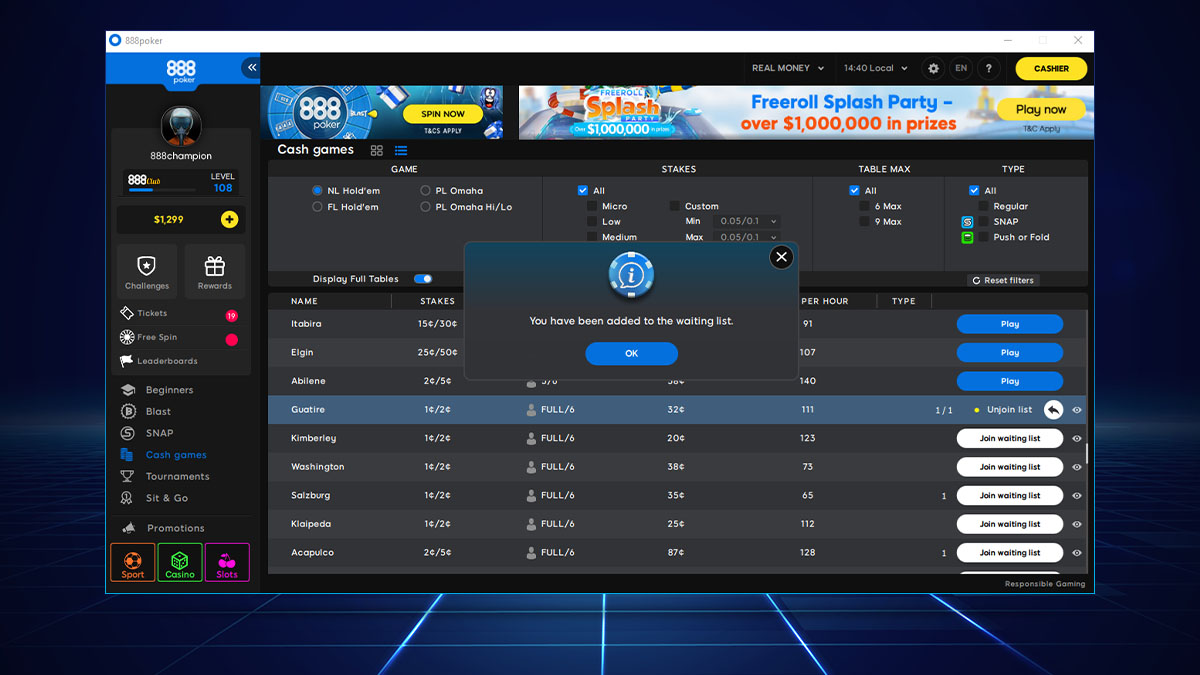 888poker
888
poker
REAL MONEY
14:40 Local
EN
?
CASHIER
888
poker
BLAST
SPIN NOW
T&CS APPLY
FREEROLL
Splash
PARTY
Over $1,000,000 in prizes
Freeroll Splash Party –
over $1,000,000 in prizes
Play now
T&C Apply
888champion
888 Club
LEVEL
108
$1,299
Challenges
Rewards
Tickets
19
Free Spin
Leaderboards
Beginners
Blast
SNAP
Cash games
Tournaments
Sit & Go
Promotions
Sport
Casino
Slots
Cash games
GAME
STAKES
TABLE MAX
TYPE
NL Hold'em
PL Omaha
FL Hold'em
PL Omaha Hi/Lo
All
Micro
Low
Medium
Custom
Min 0.05/0.1
Max 0.05/0.1
All
6 Max
9 Max
All
Regular
SNAP
Push or Fold
Display Full Tables
Reset filters
You have been added to the waiting list.
OK
NAME STAKES PER HOUR TYPE
Itabira 15¢/30¢ 91 Play
Elgin 25¢/50¢ 107 Play
Abilene 2¢/5¢ 140 Play
Guatire 1¢/2¢ FULL/6 32¢ 111 1 / 1 Unjoin list
Kimberley 1¢/2¢ FULL/6 20¢ 123 Join waiting list
Washington 1¢/2¢ FULL/6 38¢ 73 Join waiting list
Salzburg 1¢/2¢ FULL/6 35¢ 65 1 Join waiting list
Klaipeda 1¢/2¢ FULL/6 25¢ 112 Join waiting list
Acapulco 2¢/5¢ FULL/6 87¢ 128 1 Join waiting list
Responsible Gaming